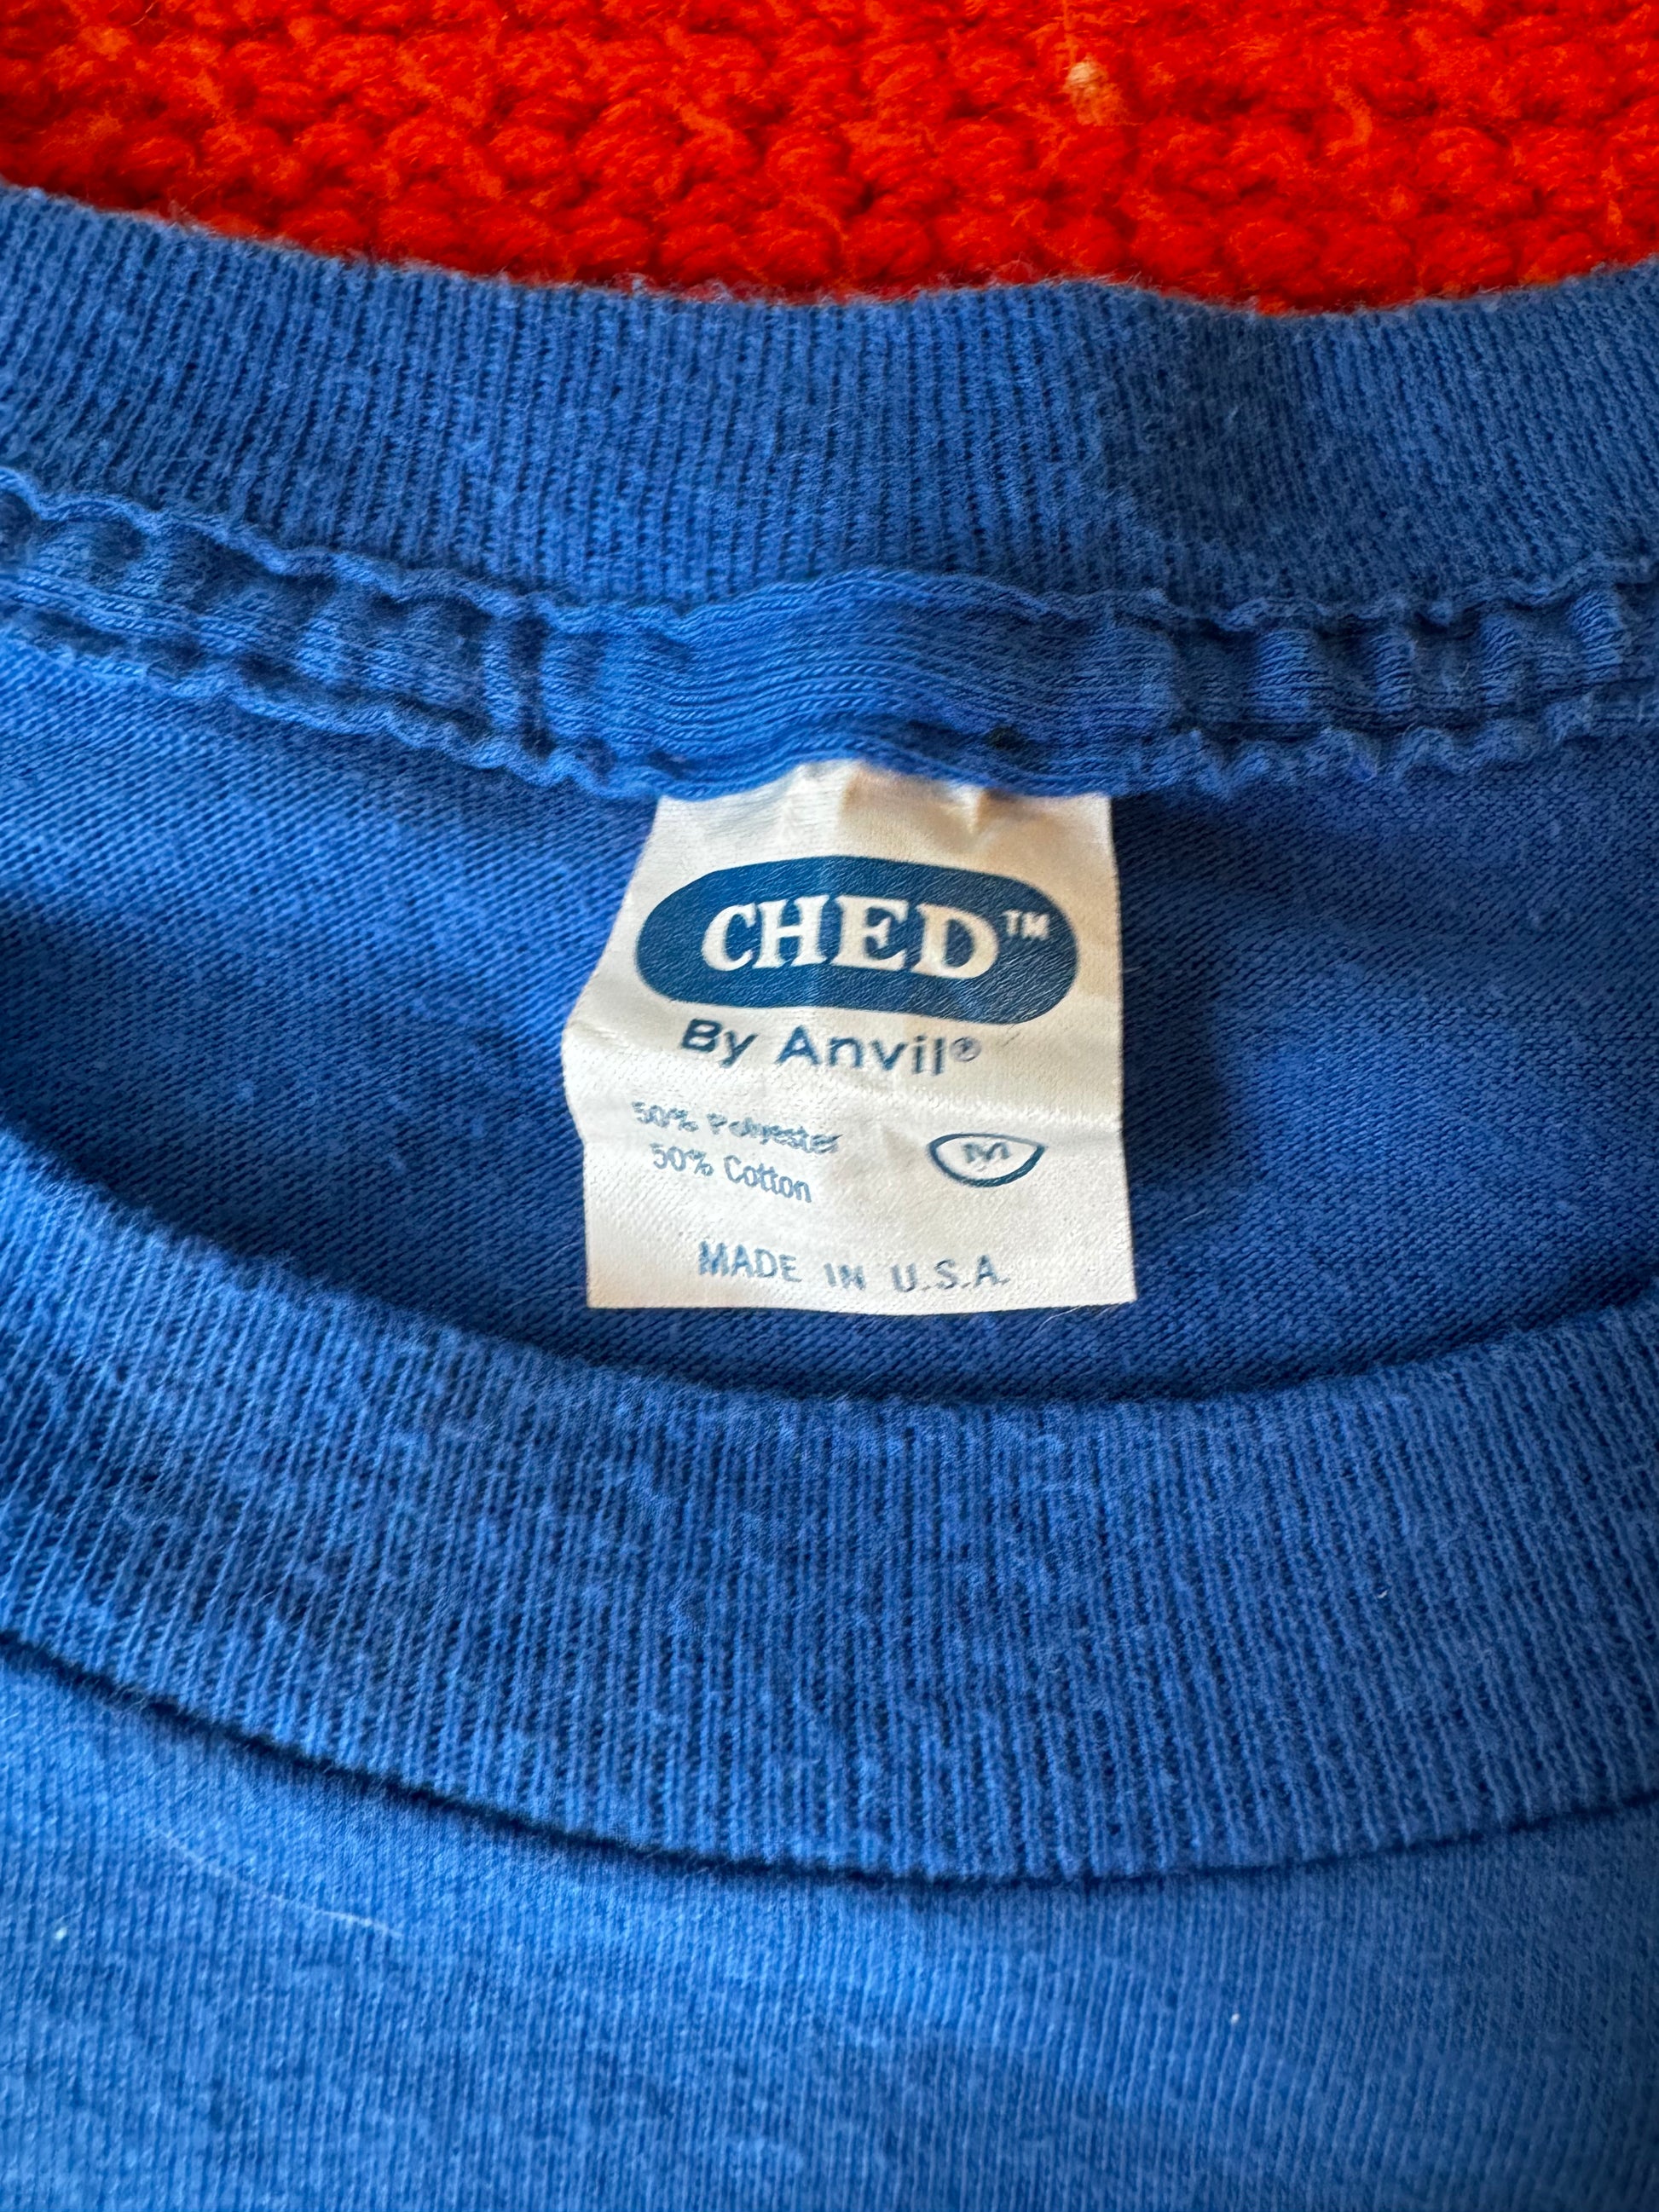 CHED™
By Anvil®
50% Polyester
50% Cotton
M
MADE IN U.S.A.